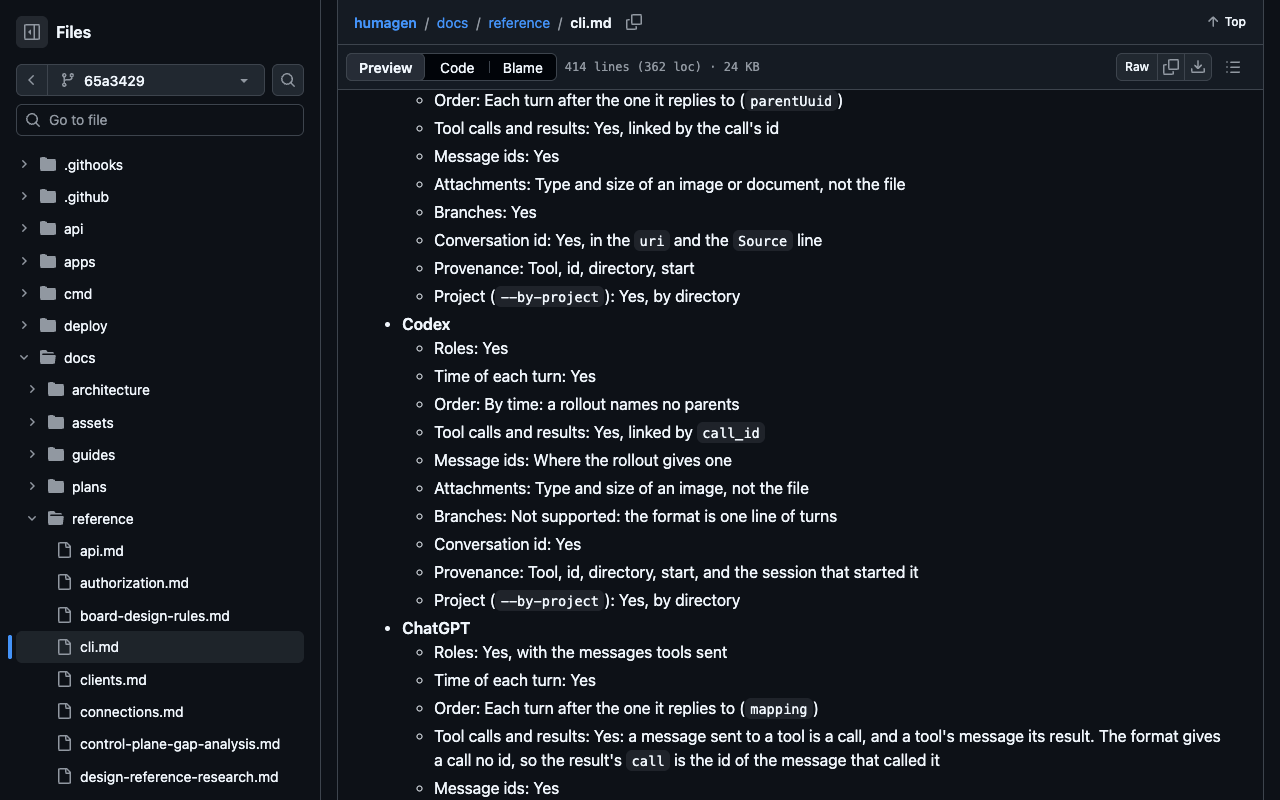 Files
humagen / docs / reference / cli.md
Top
65a3429
Preview
Code
Blame
414 lines (362 loc) · 24 KB
Raw
Go to file
.githooks
.github
api
apps
cmd
deploy
docs
architecture
assets
guides
plans
reference
api.md
authorization.md
board-design-rules.md
cli.md
clients.md
connections.md
control-plane-gap-analysis.md
design-reference-research.md
Order: Each turn after the one it replies to ( parentUuid )
Tool calls and results: Yes, linked by the call's id
Message ids: Yes
Attachments: Type and size of an image or document, not the file
Branches: Yes
Conversation id: Yes, in the uri and the Source line
Provenance: Tool, id, directory, start
Project ( --by-project ): Yes, by directory
Codex
Roles: Yes
Time of each turn: Yes
Order: By time: a rollout names no parents
Tool calls and results: Yes, linked by call_id
Message ids: Where the rollout gives one
Attachments: Type and size of an image, not the file
Branches: Not supported: the format is one line of turns
Conversation id: Yes
Provenance: Tool, id, directory, start, and the session that started it
Project ( --by-project ): Yes, by directory
ChatGPT
Roles: Yes, with the messages tools sent
Time of each turn: Yes
Order: Each turn after the one it replies to ( mapping )
Tool calls and results: Yes: a message sent to a tool is a call, and a tool's message its result. The format gives
a call no id, so the result's call is the id of the message that called it
Message ids: Yes